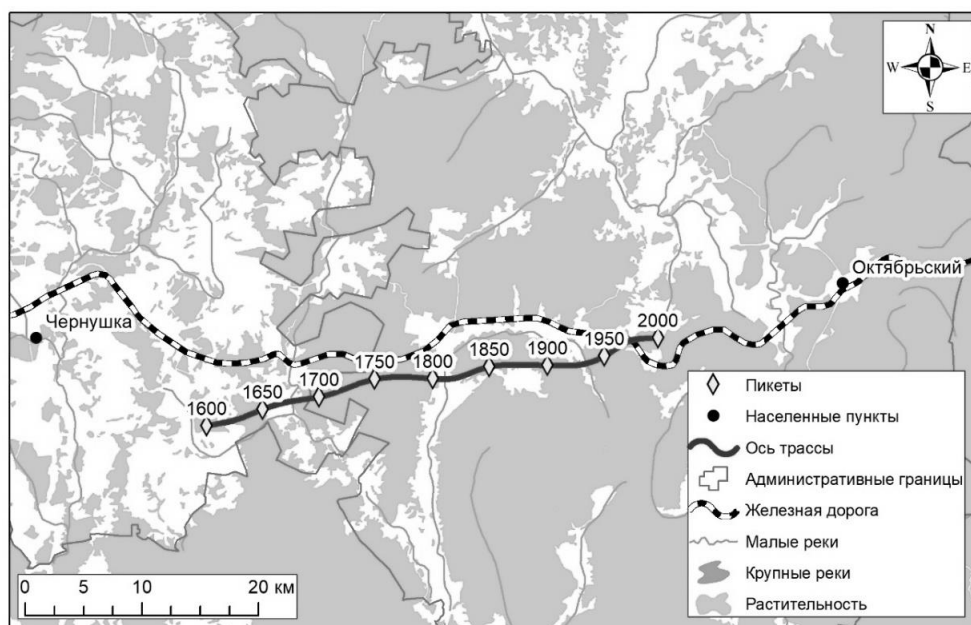 N
W E
S
Октябрьский
Чернушка
2000
1950
1900
1850
1800
1750
1700
1650
1600
Пикеты
Населенные пункты
Ось трассы
Административные границы
Железная дорога
Малые реки
Крупные реки
Растительность
0 5 10 20 км